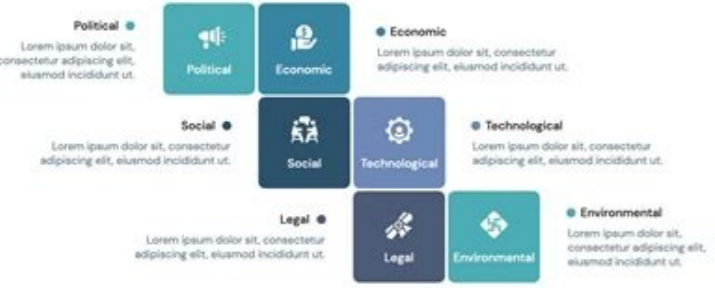 Political
Lorem ipsum dolor sit,
consectetur adipiscing elit,
eiusmod incididunt ut.
Political
Economic
Economic
Lorem ipsum dolor sit, consectetur
adipiscing elit, eiusmod incididunt ut.
Social
Lorem ipsum dolor sit, consectetur
adipiscing elit, eiusmod incididunt ut.
Social
Technological
Technological
Lorem ipsum dolor sit, consectetur
adipiscing elit, eiusmod incididunt ut.
Legal
Lorem ipsum dolor sit, consectetur
adipiscing elit, eiusmod incididunt ut.
Legal
Environmental
Environmental
Lorem ipsum dolor sit,
consectetur adipiscing elit,
eiusmod incididunt ut.